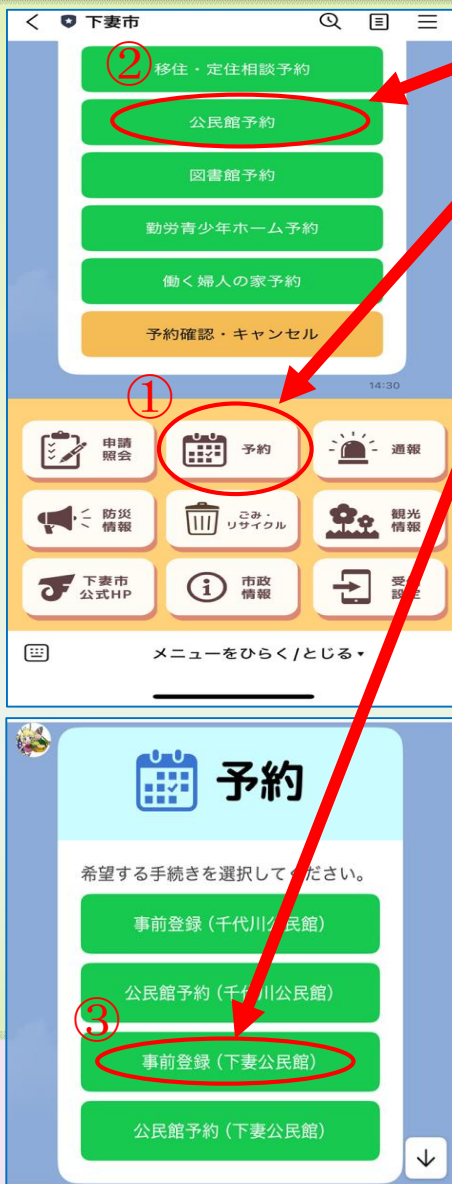 下妻市
②
移住・定住相談予約
公民館予約
図書館予約
勤労青少年ホーム予約
働く婦人の家予約
予約確認・キャンセル
14:30
①
申請
照会
予約
通報
防災
情報
ごみ・
リサイクル
観光
情報
下妻市
公式HP
市政
情報
設定
メニューをひらく/とじる▾
予約
希望する手続きを選択してください。
事前登録（千代川公民館）
公民館予約（千代川公民館）
③
事前登録（下妻公民館）
公民館予約（下妻公民館）